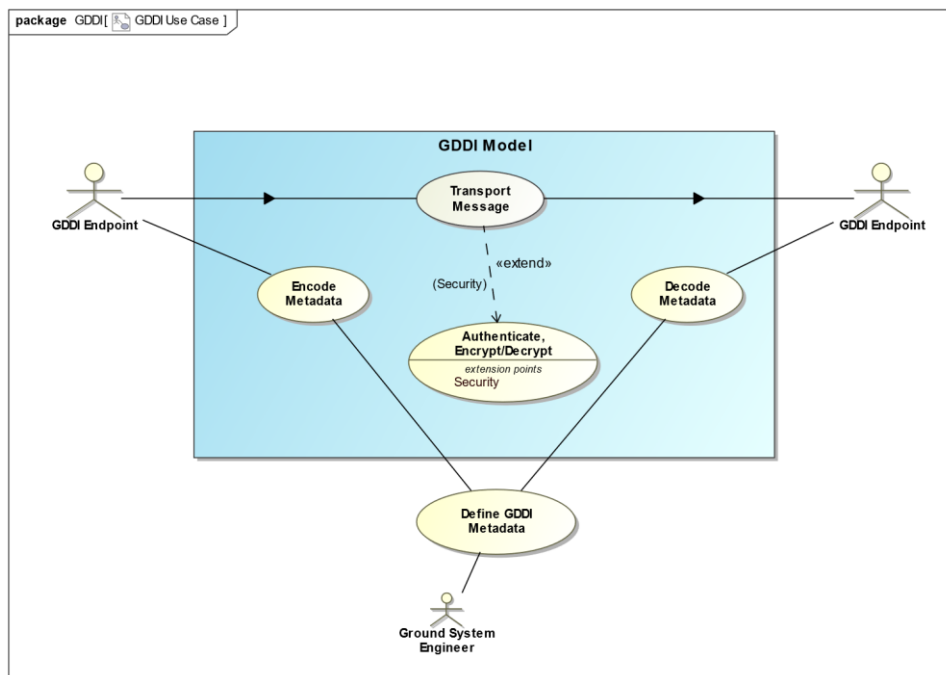 package GDDI [ GDDI Use Case ]
GDDI Model
Transport
Message
GDDI Endpoint
GDDI Endpoint
«extend»
(Security)
Encode
Metadata
Decode
Metadata
Authenticate,
Encrypt/Decrypt
extension points
Security
Define GDDI
Metadata
Ground System
Engineer